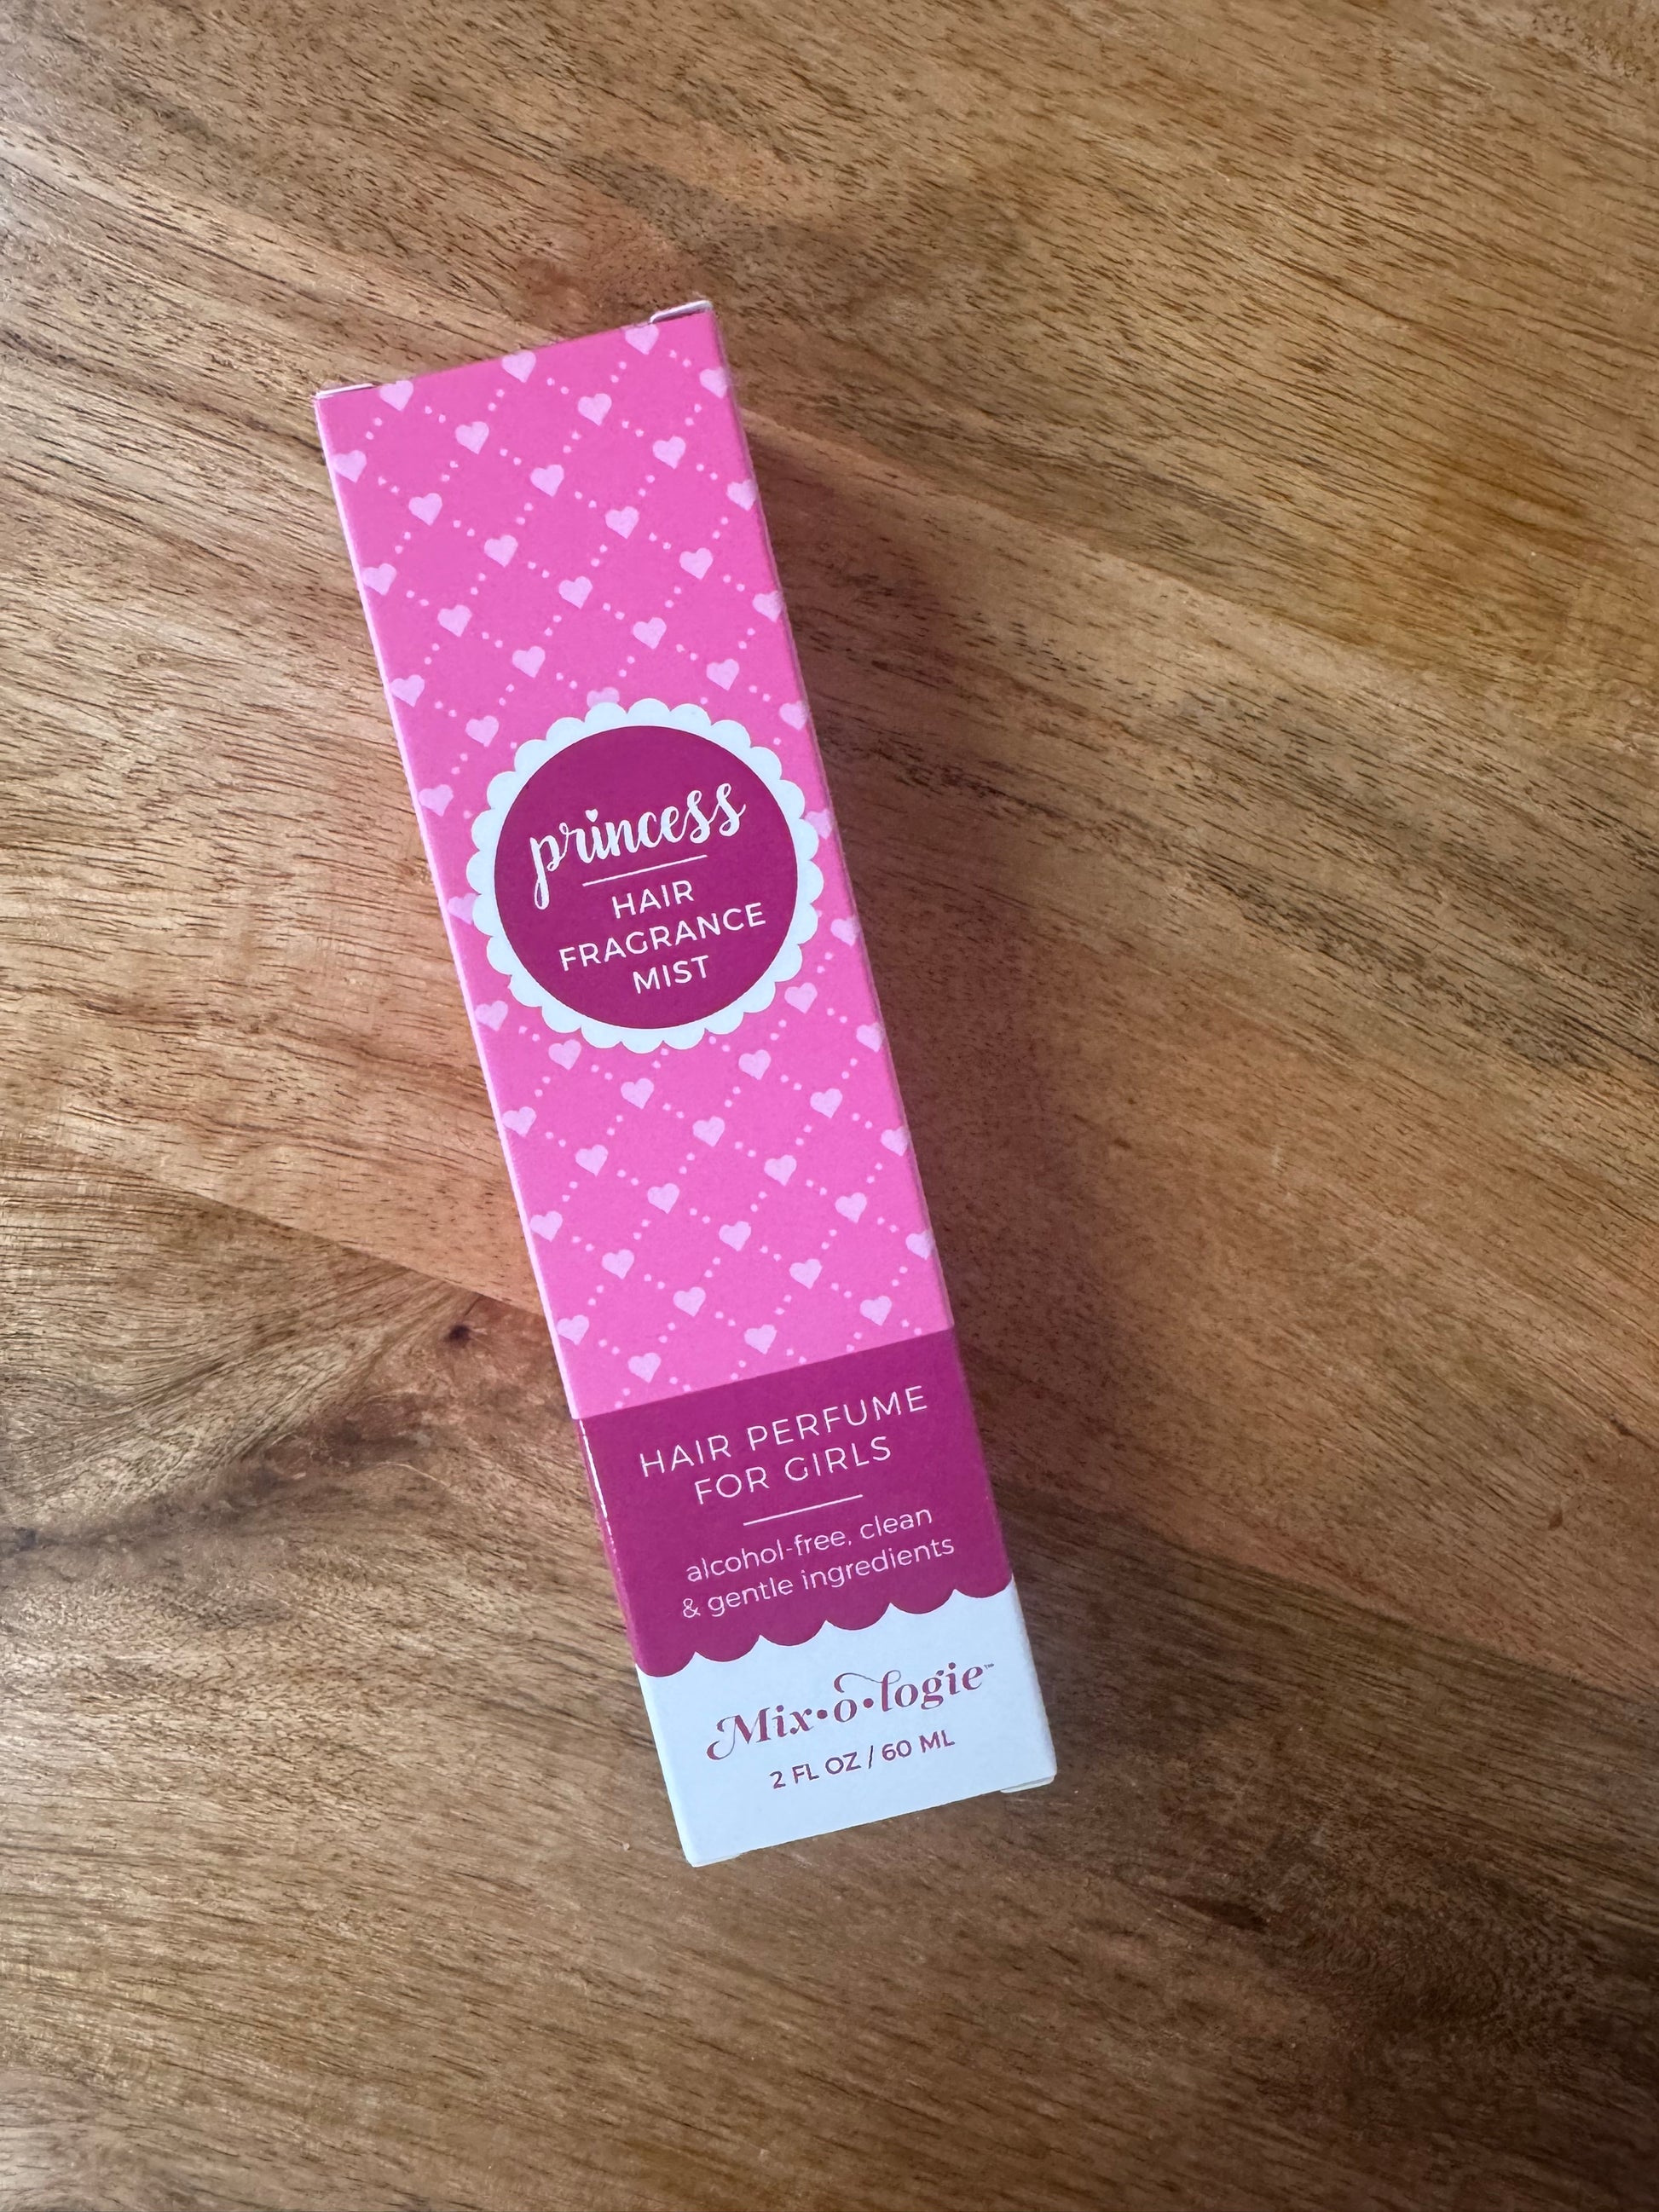 princess
HAIR
FRAGRANCE
MIST
HAIR PERFUME
FOR GIRLS
alcohol-free, clean
& gentle ingredients
Mix•o•logie™
2 FL OZ / 60 ML